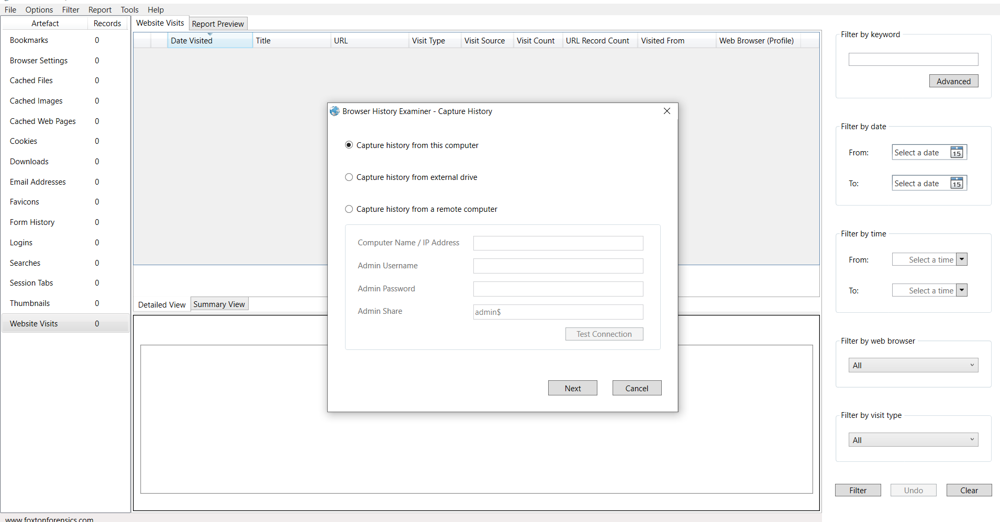 File Options Filter Report Tools Help
Artefact Records
Bookmarks 0
Browser Settings 0
Cached Files 0
Cached Images 0
Cached Web Pages 0
Cookies 0
Downloads 0
Email Addresses 0
Favicons 0
Form History 0
Logins 0
Searches 0
Session Tabs 0
Thumbnails 0
Website Visits 0
Website Visits Report Preview
Date Visited Title URL Visit Type Visit Source Visit Count URL Record Count Visited From Web Browser (Profile)
Browser History Examiner - Capture History
Capture history from this computer
Capture history from external drive
Capture history from a remote computer
Computer Name / IP Address
Admin Username
Admin Password
Admin Share admin$
Test Connection
Next Cancel
Detailed View Summary View
Filter by keyword
Advanced
Filter by date
From: Select a date 15
To: Select a date 15
Filter by time
From: Select a time
To: Select a time
Filter by web browser
All
Filter by visit type
All
Filter Undo Clear
www.foxtonforensics.com